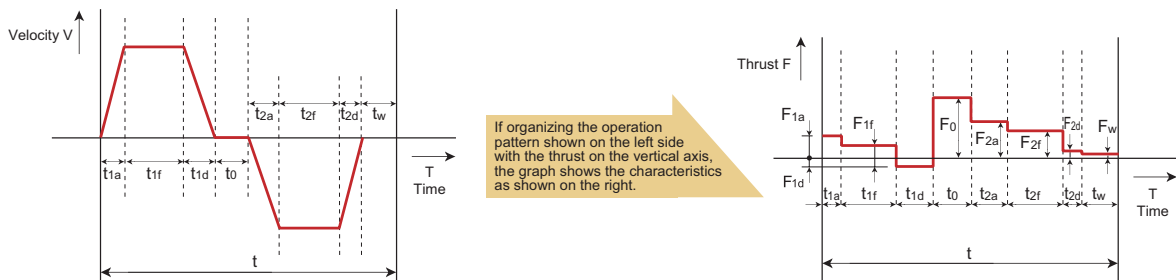 Velocity V
t2a t2f t2d tw
t1a t1f t1d t0
T
Time
t
If organizing the operation
pattern shown on the left side
with the thrust on the vertical axis,
the graph shows the characteristics
as shown on the right.
Thrust F
F1a
F1f
F0
F2a
F2f
F2d
Fw
F1d
t1a t1f t1d t0 t2a t2f t2d tw
T
Time
t